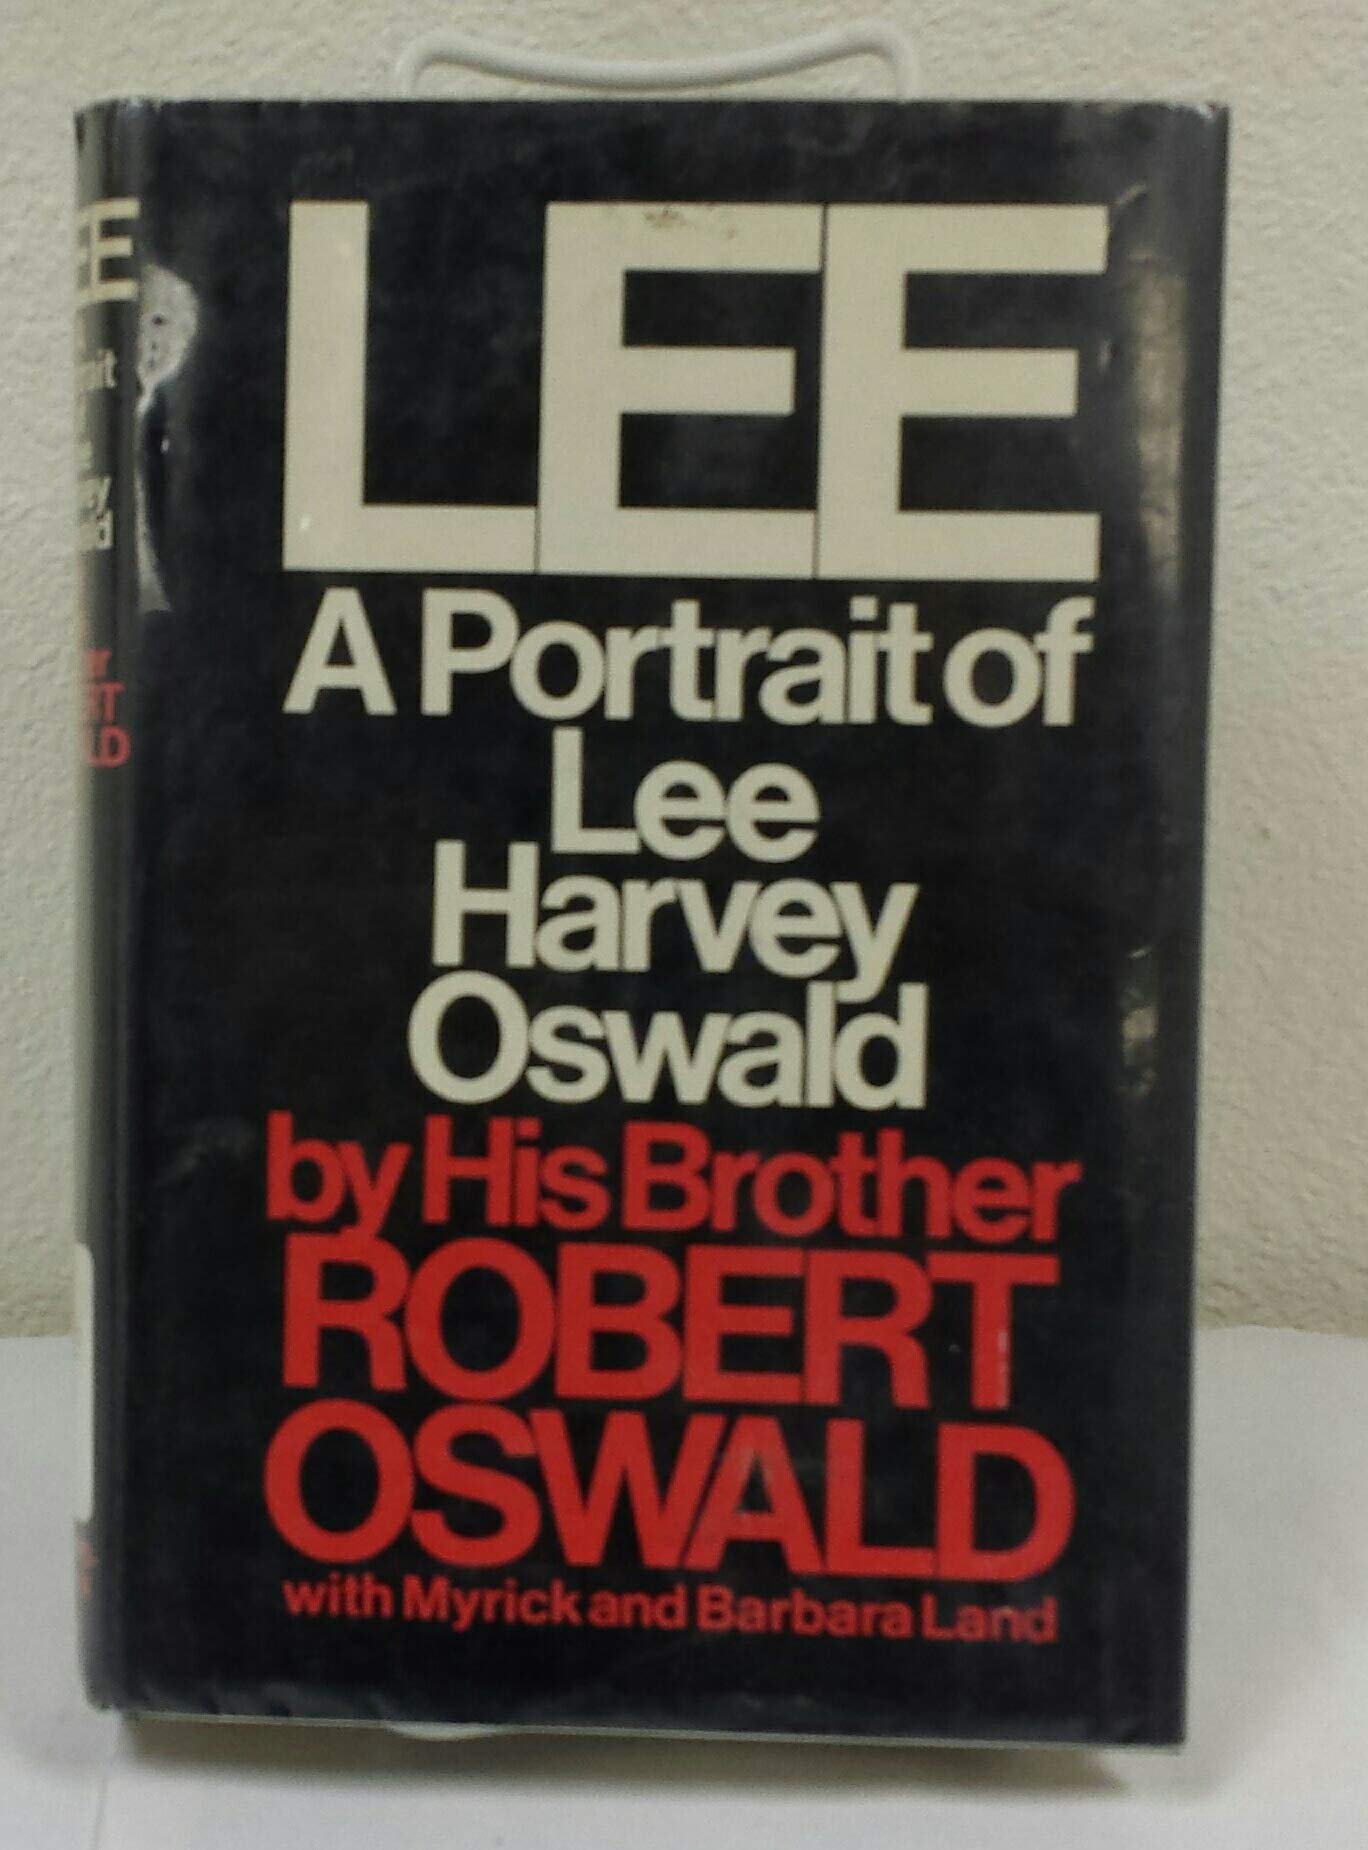 LEE
A Portrait of
Lee
Harvey
Oswald
by His Brother
ROBERT
OSWALD
with Myrick and Barbara Land